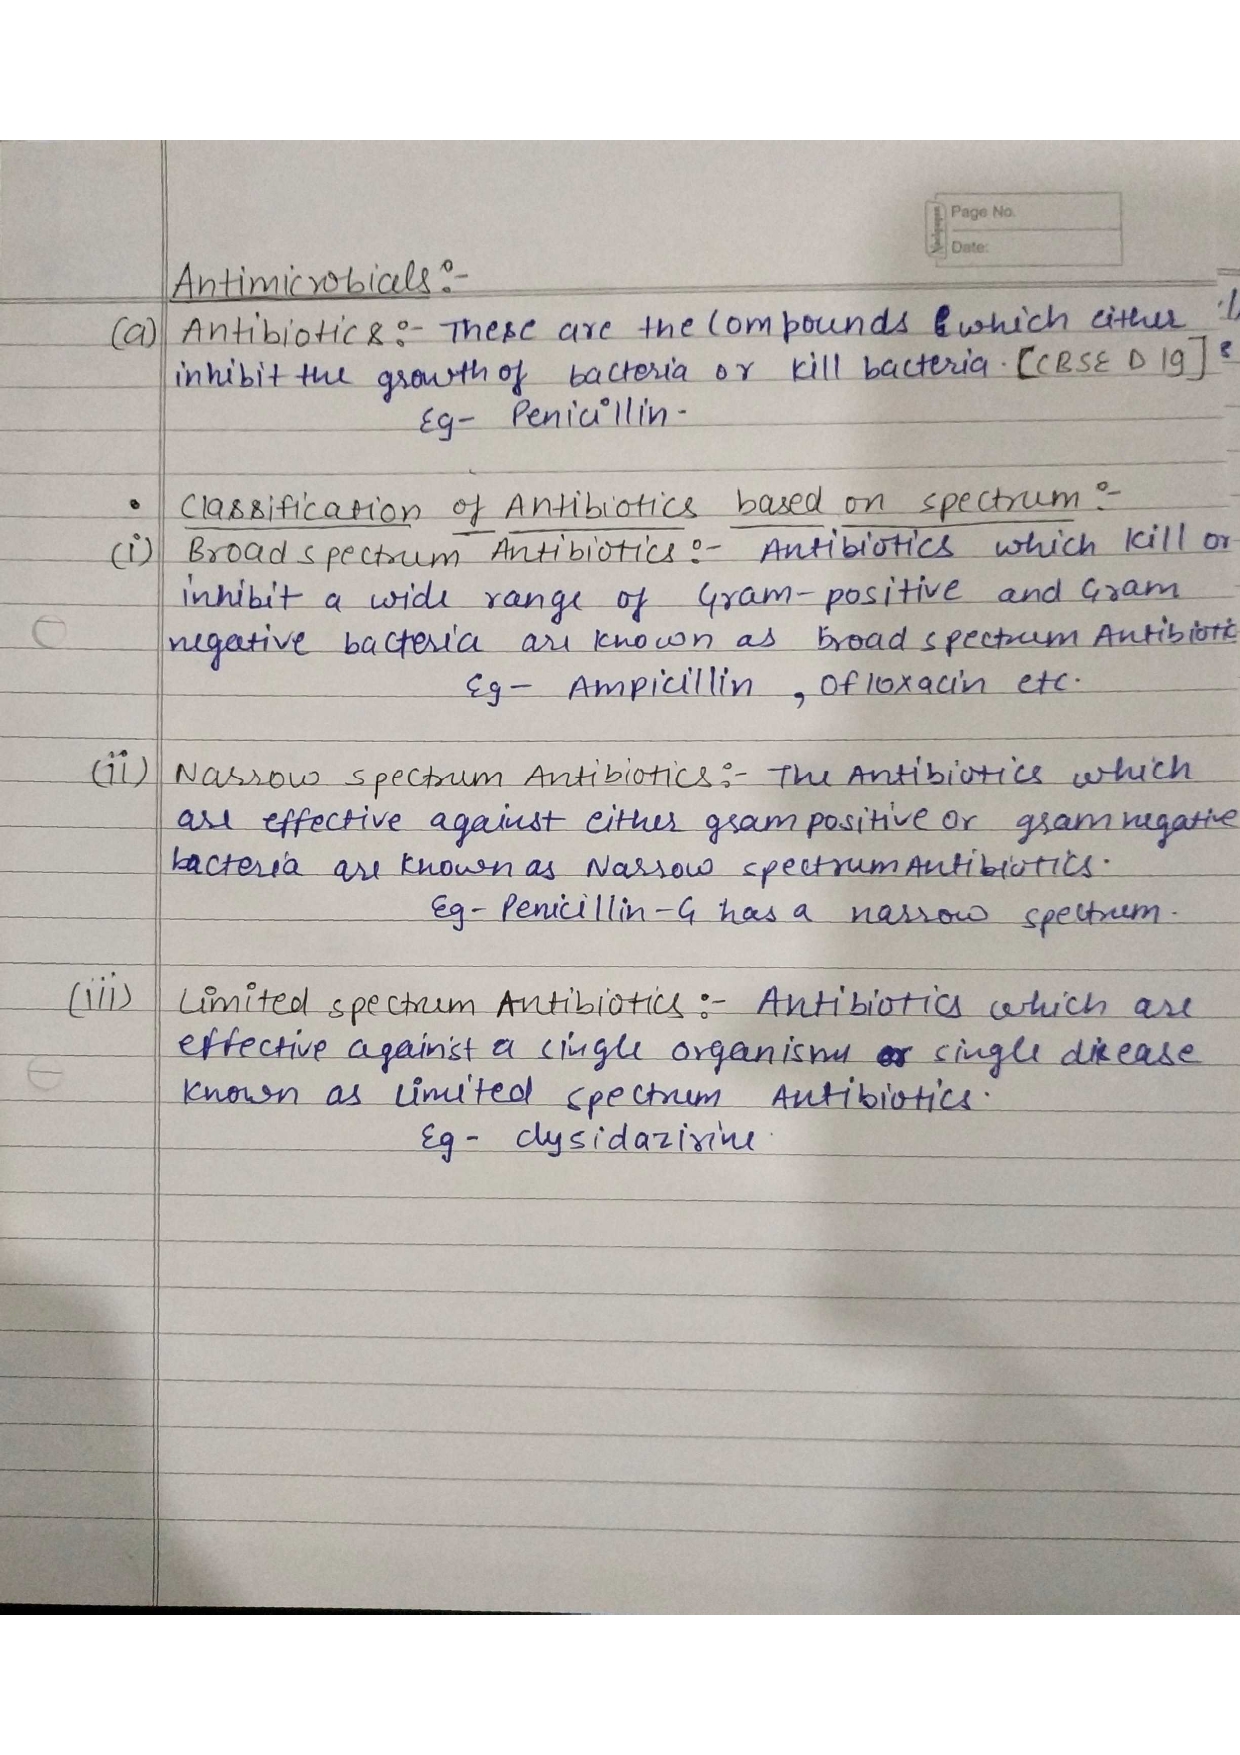 Page No.
Date:
Antimicrobials:-
(a) Antibiotics:- These are the compounds which either
inhibit the growth of bacteria or kill bacteria. [CBSE D 19]
Eg- Penicillin-
• Classification of Antibiotics based on spectrum:-
(i) Broad spectrum Antibiotics:- Antibiotics which kill or
inhibit a wide range of Gram-positive and Gram
negative bacteria are known as Broad spectrum Antibiotic
Eg- Ampicillin, Ofloxacin etc.
(ii) Narrow spectrum Antibiotics:- The Antibiotics which
are effective against either gram positive or gram negative
bacteria are known as Narrow spectrum Antibiotics.
Eg- Penicillin-G has a narrow spectrum.
(iii) Limited spectrum Antibiotics:- Antibiotics which are
effective against a single organism or single disease
known as limited spectrum Antibiotics.
Eg- dysidazirine